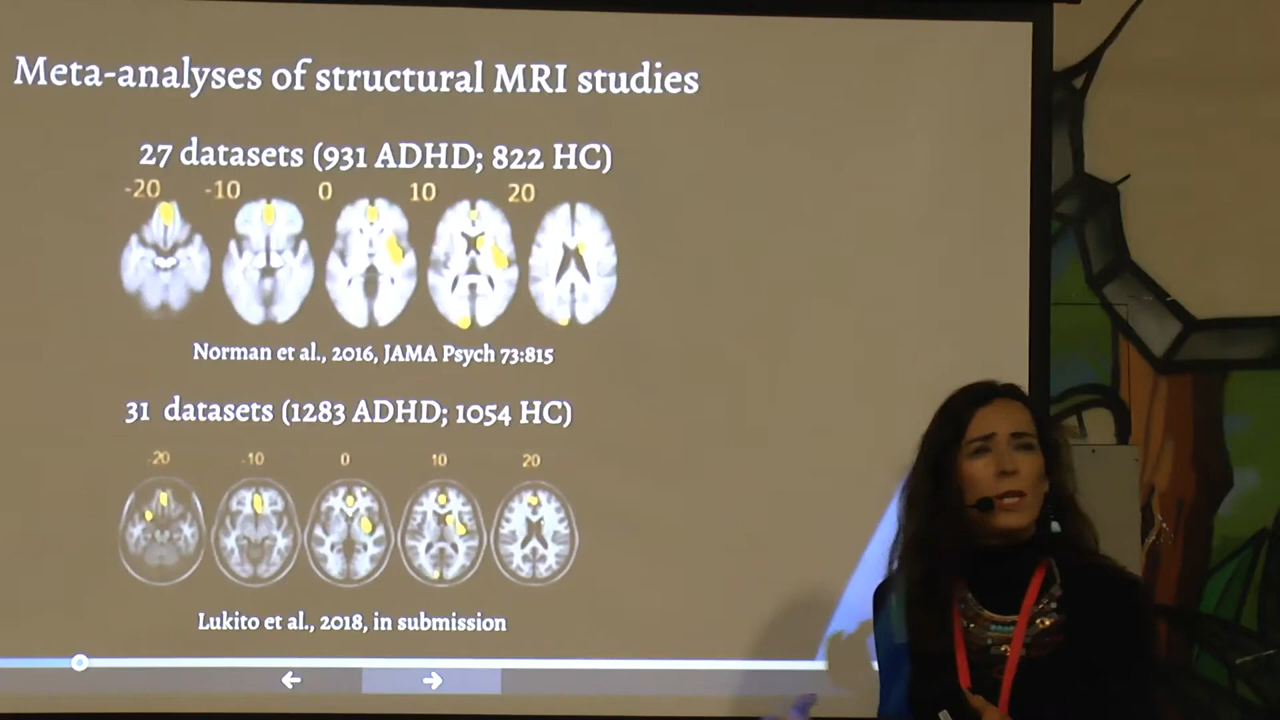 Meta-analyses of structural MRI studies
27 datasets (931 ADHD; 822 HC)
-20 -10 0 10 20
Norman et al., 2016, JAMA Psych 73:815
31 datasets (1283 ADHD; 1054 HC)
-20 -10 0 10 20
Lukito et al., 2018, in submission